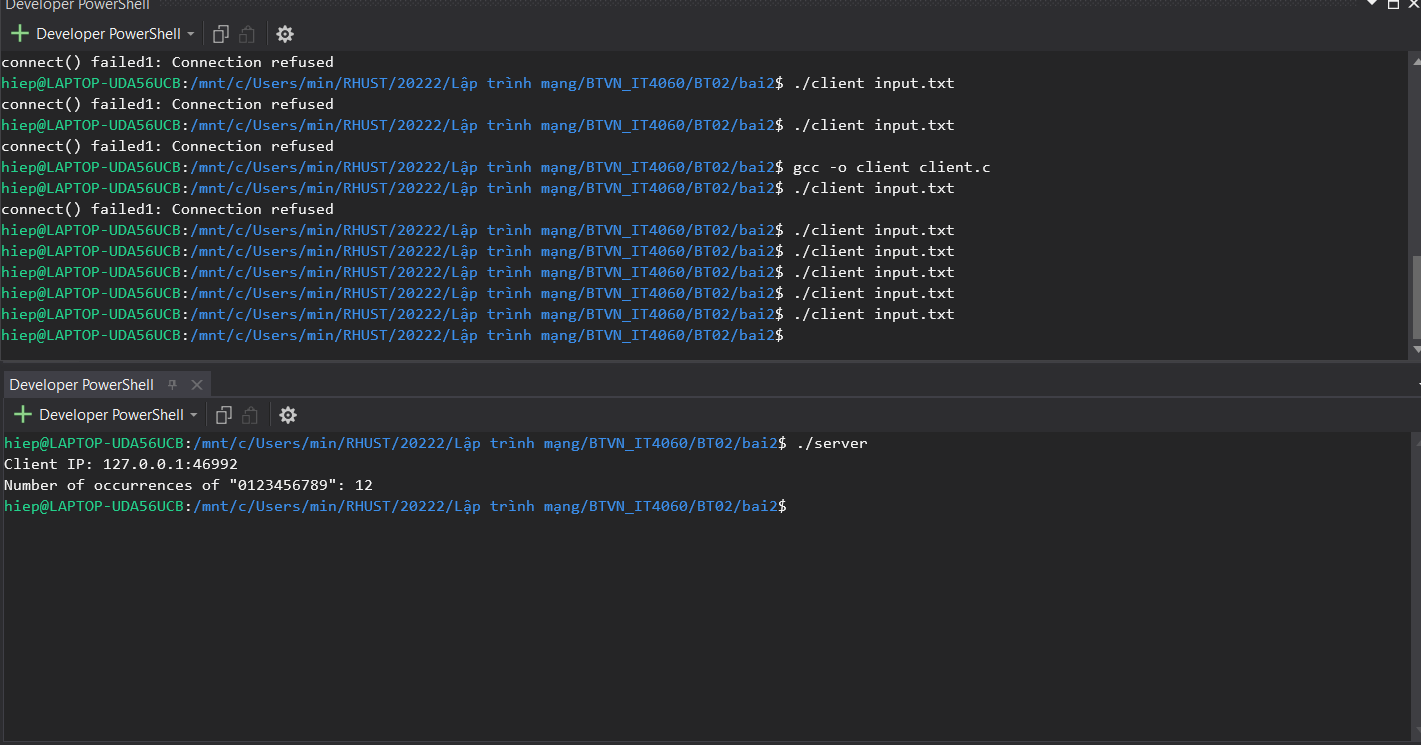 Developer PowerShell
Developer PowerShell
connect() failed1: Connection refused
hiep@LAPTOP-UDA56UCB:/mnt/c/Users/min/RHUST/20222/Lập trình mạng/BTVN_IT4060/BT02/bai2$ ./client input.txt
connect() failed1: Connection refused
hiep@LAPTOP-UDA56UCB:/mnt/c/Users/min/RHUST/20222/Lập trình mạng/BTVN_IT4060/BT02/bai2$ ./client input.txt
connect() failed1: Connection refused
hiep@LAPTOP-UDA56UCB:/mnt/c/Users/min/RHUST/20222/Lập trình mạng/BTVN_IT4060/BT02/bai2$ gcc -o client client.c
hiep@LAPTOP-UDA56UCB:/mnt/c/Users/min/RHUST/20222/Lập trình mạng/BTVN_IT4060/BT02/bai2$ ./client input.txt
connect() failed1: Connection refused
hiep@LAPTOP-UDA56UCB:/mnt/c/Users/min/RHUST/20222/Lập trình mạng/BTVN_IT4060/BT02/bai2$ ./client input.txt
hiep@LAPTOP-UDA56UCB:/mnt/c/Users/min/RHUST/20222/Lập trình mạng/BTVN_IT4060/BT02/bai2$ ./client input.txt
hiep@LAPTOP-UDA56UCB:/mnt/c/Users/min/RHUST/20222/Lập trình mạng/BTVN_IT4060/BT02/bai2$ ./client input.txt
hiep@LAPTOP-UDA56UCB:/mnt/c/Users/min/RHUST/20222/Lập trình mạng/BTVN_IT4060/BT02/bai2$ ./client input.txt
hiep@LAPTOP-UDA56UCB:/mnt/c/Users/min/RHUST/20222/Lập trình mạng/BTVN_IT4060/BT02/bai2$ ./client input.txt
hiep@LAPTOP-UDA56UCB:/mnt/c/Users/min/RHUST/20222/Lập trình mạng/BTVN_IT4060/BT02/bai2$
Developer PowerShell
Developer PowerShell
hiep@LAPTOP-UDA56UCB:/mnt/c/Users/min/RHUST/20222/Lập trình mạng/BTVN_IT4060/BT02/bai2$ ./server
Client IP: 127.0.0.1:46992
Number of occurrences of "0123456789": 12
hiep@LAPTOP-UDA56UCB:/mnt/c/Users/min/RHUST/20222/Lập trình mạng/BTVN_IT4060/BT02/bai2$